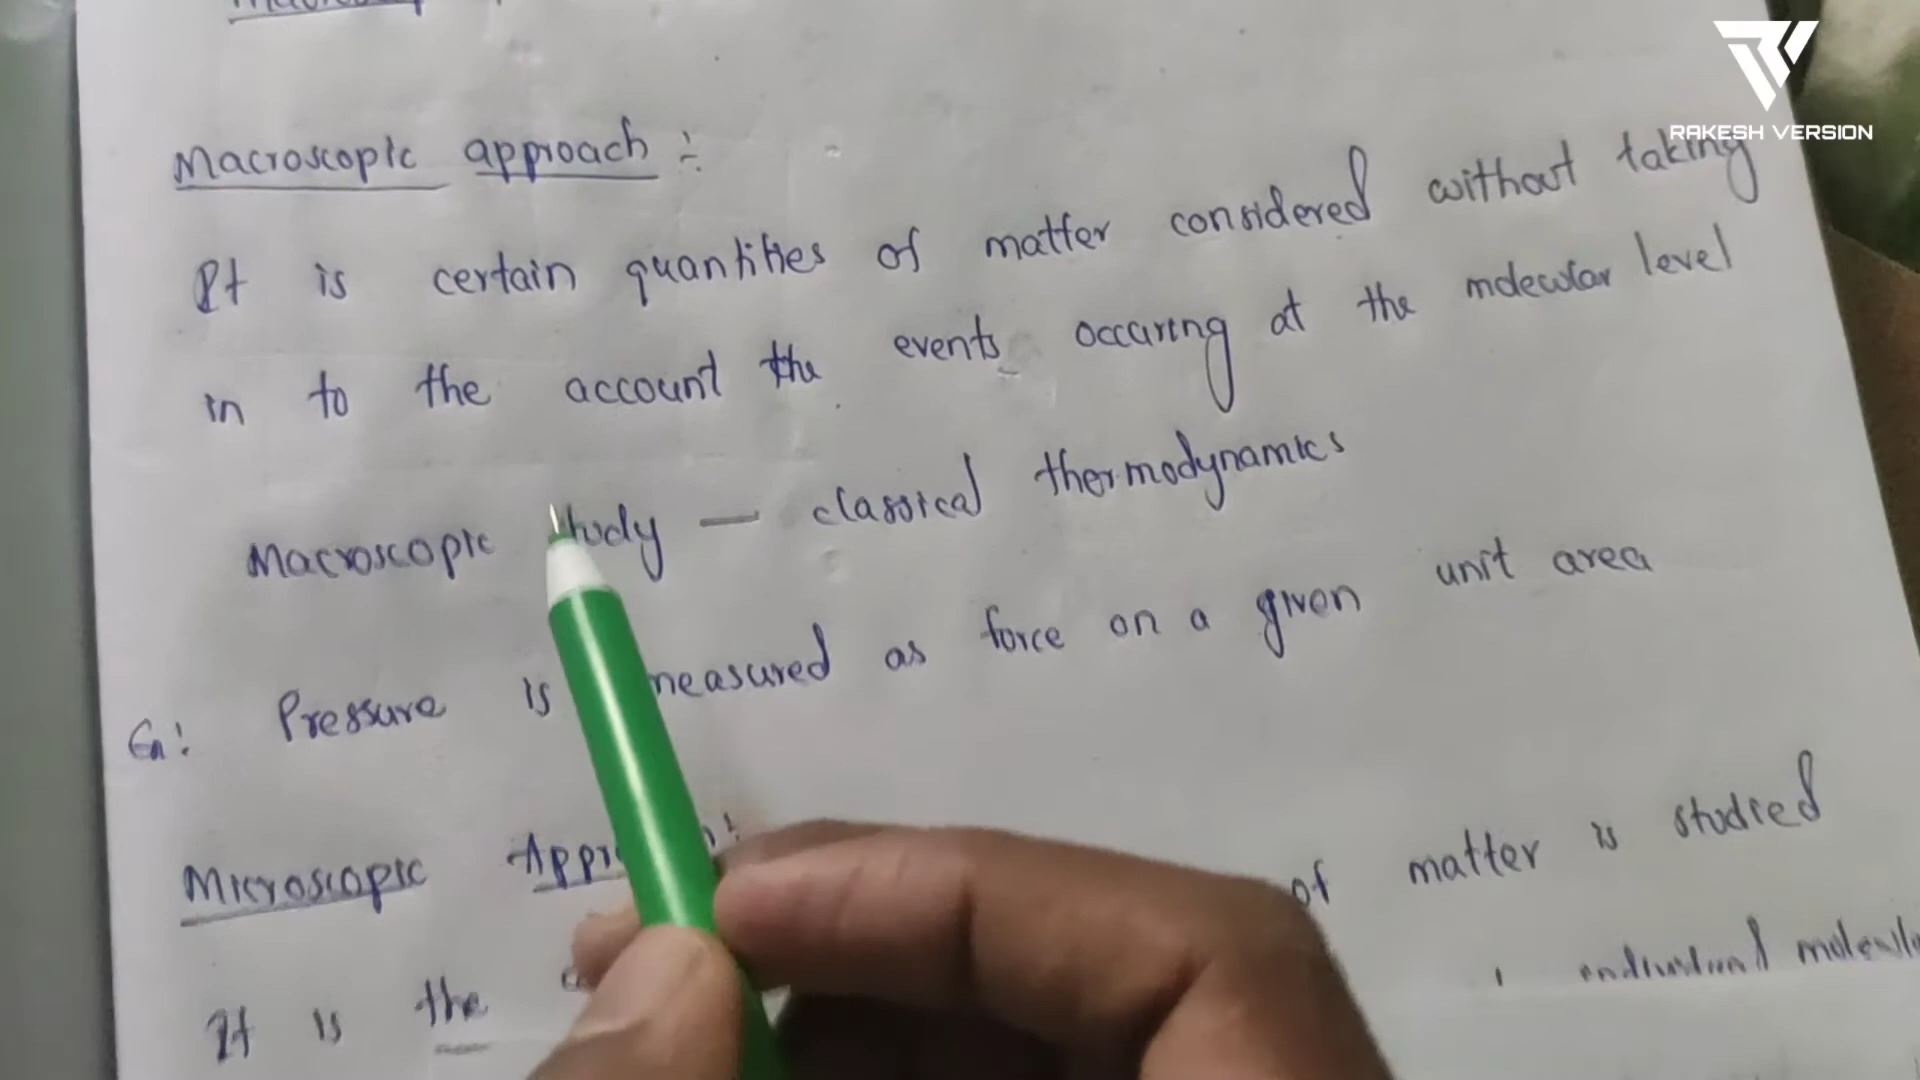 RAKESH VERSION
Macroscopic approach :-
It is certain quantities of matter considered without taking
in to the account the events occuring at the molecular level
Macroscopic study — classical thermodynamics
Ex: Pressure is measured as force on a given unit area
Microscopic
of matter is studied
It is the individual